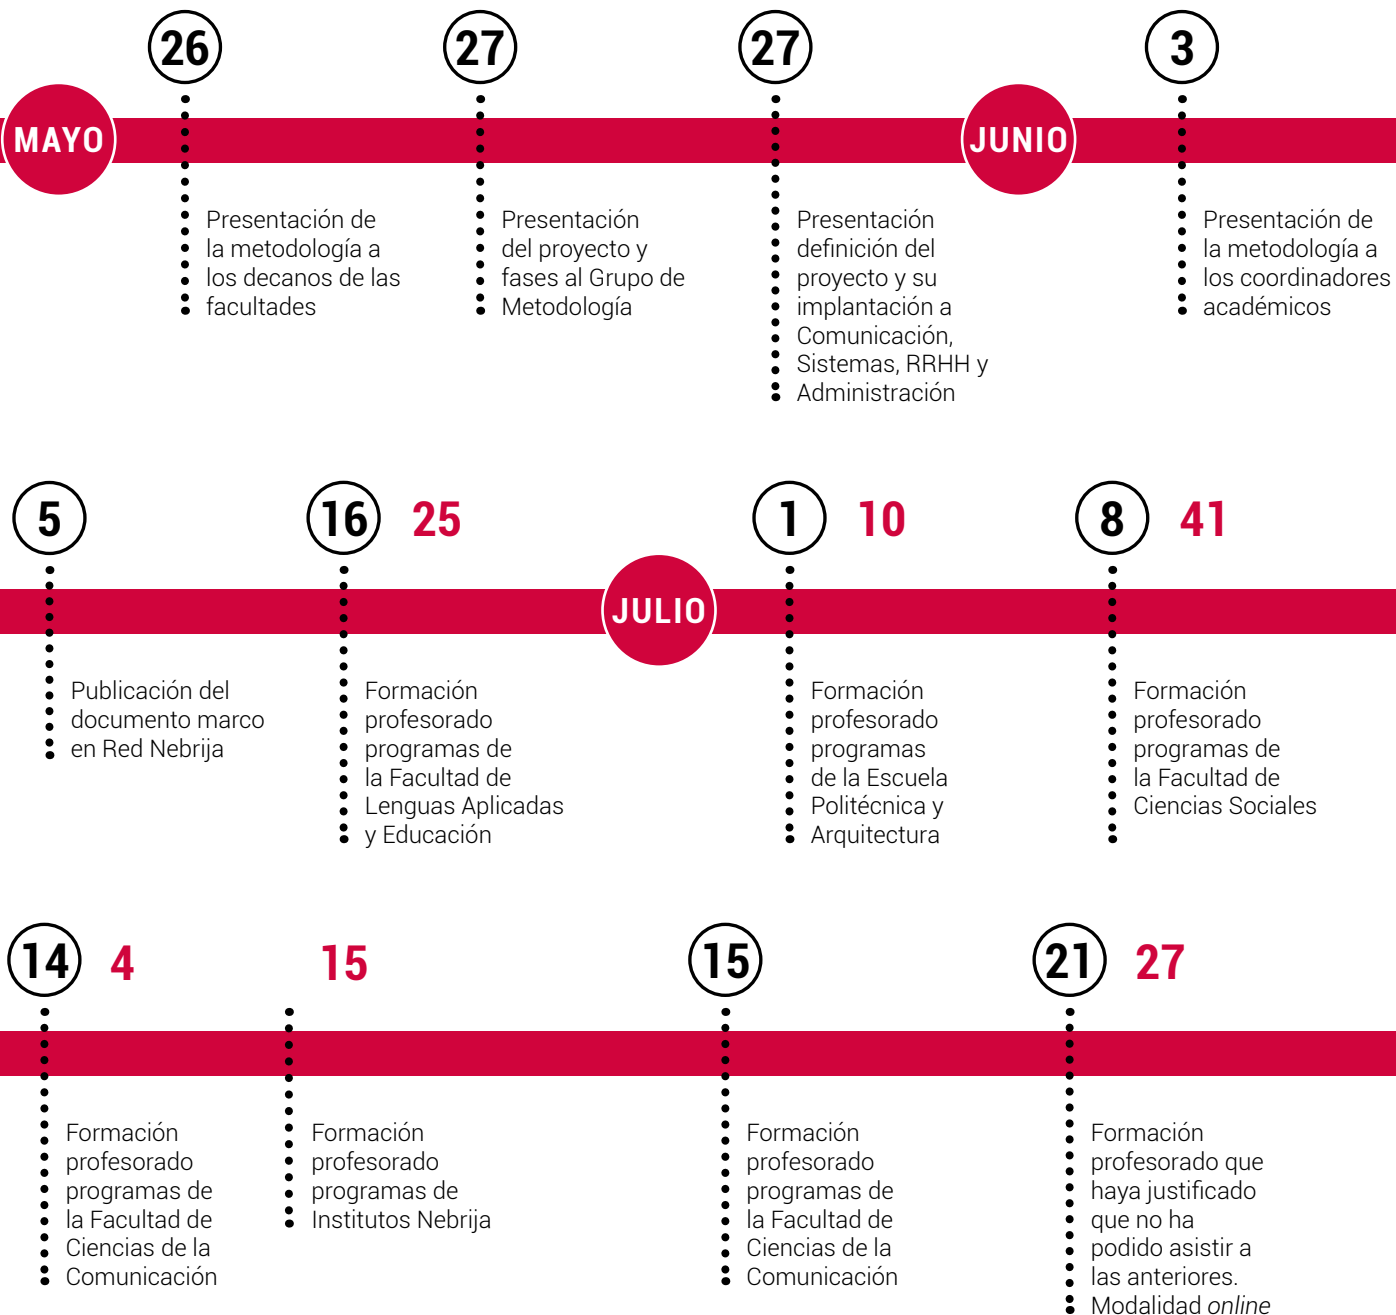 26
27
27
3
MAYO
JUNIO
Presentación de
la metodología a
los decanos de las
facultades
Presentación
del proyecto y
fases al Grupo de
Metodología
Presentación
definición del
proyecto y su
implantación a
Comunicación,
Sistemas, RRHH y
Administración
Presentación de
la metodología a
los coordinadores
académicos
5
16 25
1 10
8 41
JULIO
Publicación del
documento marco
en Red Nebrija
Formación
profesorado
programas de
la Facultad de
Lenguas Aplicadas
y Educación
Formación
profesorado
programas
de la Escuela
Politécnica y
Arquitectura
Formación
profesorado
programas de
la Facultad de
Ciencias Sociales
14 4
15
15
21 27
Formación
profesorado
programas de
la Facultad de
Ciencias de la
Comunicación
Formación
profesorado
programas de
Institutos Nebrija
Formación
profesorado
programas de
la Facultad de
Ciencias de la
Comunicación
Formación
profesorado que
haya justificado
que no ha
podido asistir a
las anteriores.
Modalidad online